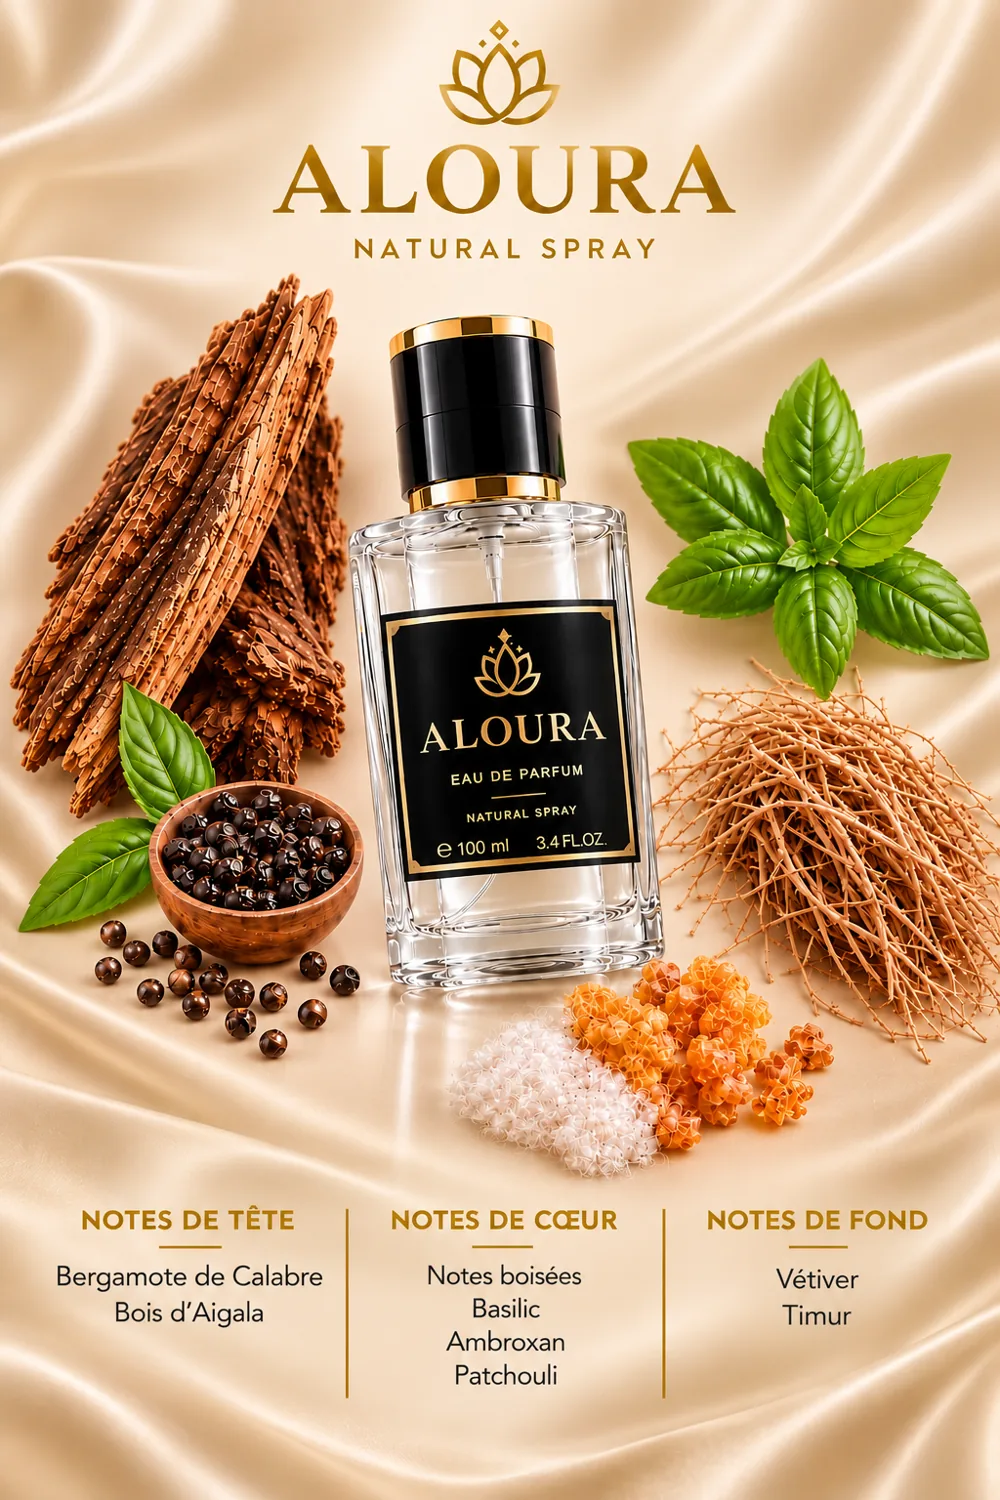 ALOURA
NATURAL SPRAY
ALOURA
EAU DE PARFUM
NATURAL SPRAY
℮ 100 ml 3.4 FL.OZ.
NOTES DE TÊTE
Bergamote de Calabre
Bois d’Aigala
NOTES DE CŒUR
Notes boisées
Basilic
Ambroxan
Patchouli
NOTES DE FOND
Vétiver
Timur